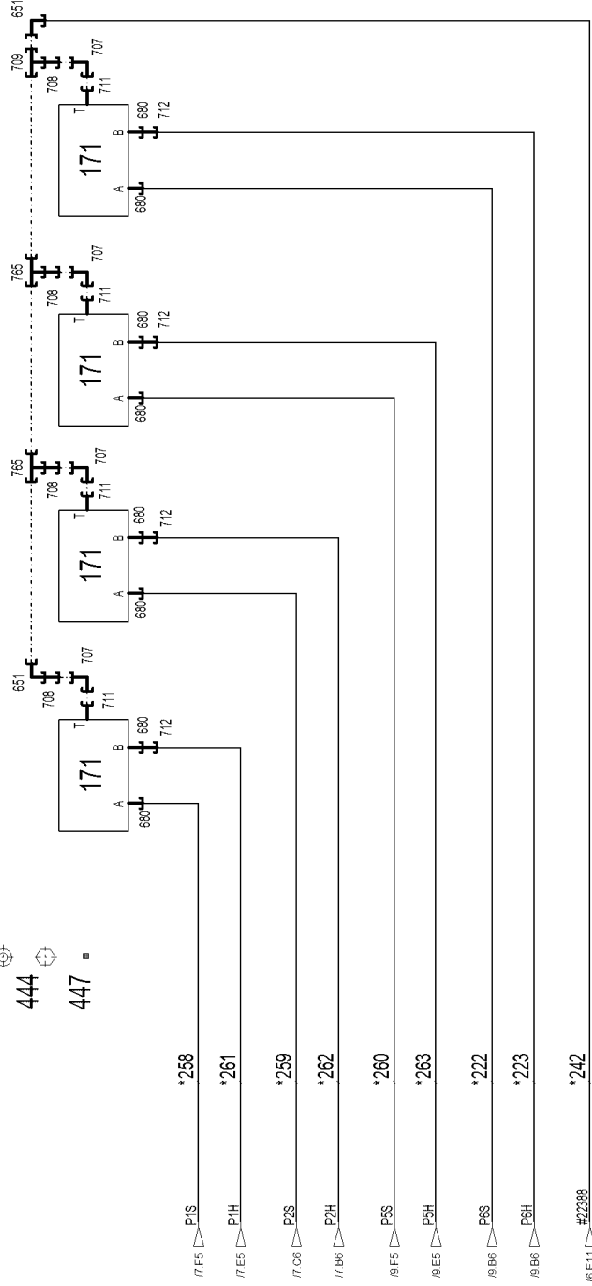 651
709
707
708
711
T
680
712
B
171
A
680
765
707
708
711
T
680
712
B
171
A
680
765
707
708
711
T
680
712
B
171
A
680
651
707
708
711
T
680
712
B
171
A
680
444
447
*258
*261
*259
*262
*260
*263
*222
*223
*242
P1S
P1H
P2S
P2H
P5S
P5H
P6S
P6H
#22388
/7.F5
/7.E5
/7.C6
/7.B6
/9.F5
/9.E5
/9.B6
/9.B6
/6.F11